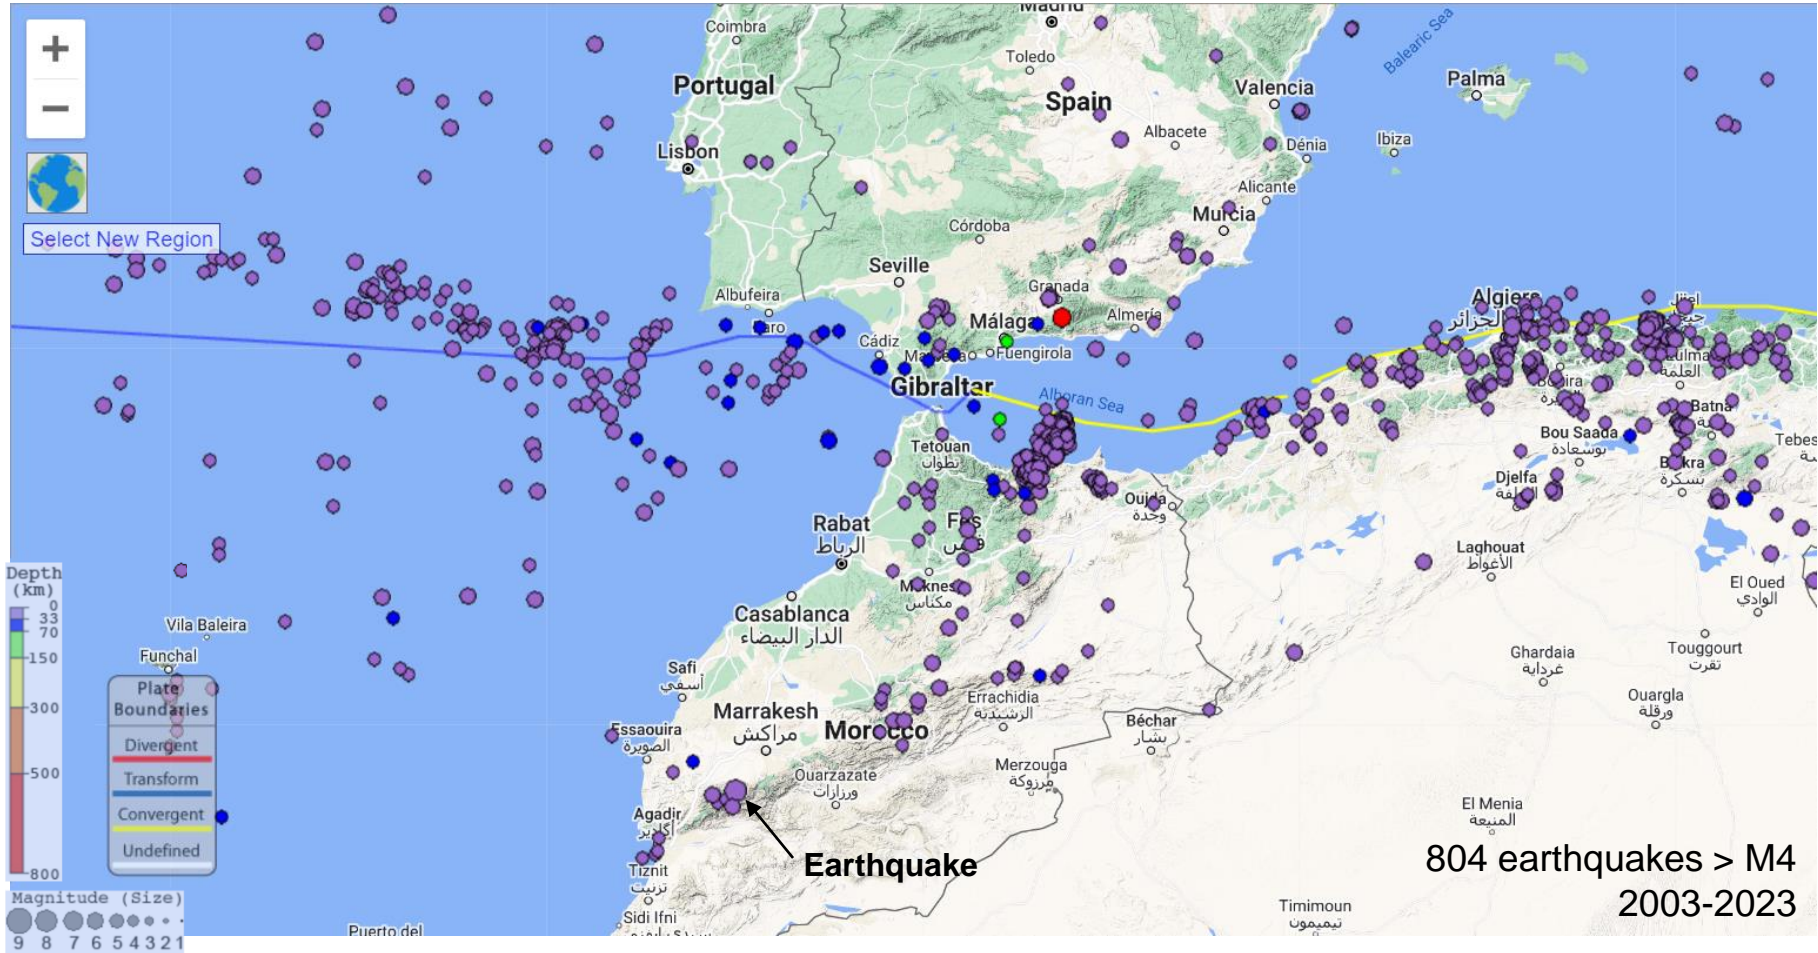 +
−
Select New Region
Madrid
Coimbra
Toledo
Balearic Sea
Portugal
Spain
Valencia
Palma
Lisbon
Albacete
Ibiza
Dénia
Alicante
Murcia
Córdoba
Seville
Granada
Albufeira
Faro
Málaga
Almería
Cádiz
Fuengirola
Gibraltar
Alboran Sea
Algiers
الجزائر
Jijel
العلمة
Batna
Tetouan
تطوان
Bou Saada
بوسعادة
Djelfa
بسكرة
Oujda
وجدة
Rabat
الرباط
Fes
فاس
Laghouat
الأغواط
Meknes
مكناس
El Oued
الوادي
Casablanca
الدار البيضاء
Vila Baleira
Funchal
Safi
آسفي
Ghardaia
غرداية
Touggourt
تقرت
Errachidia
الرشيدية
Ouargla
ورقلة
Marrakesh
مراكش
Morocco
Béchar
بشار
Essaouira
الصويرة
Ouarzazate
ورزازات
Merzouga
مرزوكة
El Menia
المنيعة
Agadir
أكادير
Earthquake
Tiznit
تزنيت
Sidi Ifni
Timimoun
تيميمون
Puerto del
Depth
(km)
0
33
70
150
300
500
800
Plate
Boundaries
Divergent
Transform
Convergent
Undefined
Magnitude (Size)
9 8 7 6 5 4 3 2 1
804 earthquakes > M4
2003-2023